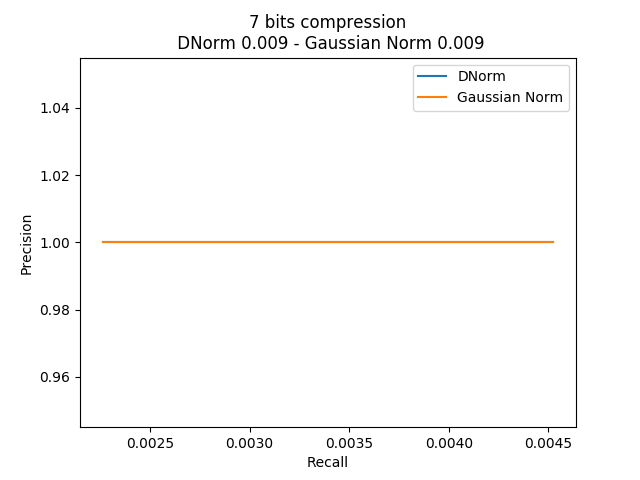 7 bits compression
DNorm 0.009 - Gaussian Norm 0.009
DNorm
Gaussian Norm
1.04
1.02
1.00
0.98
0.96
Precision
0.0025 0.0030 0.0035 0.0040 0.0045
Recall